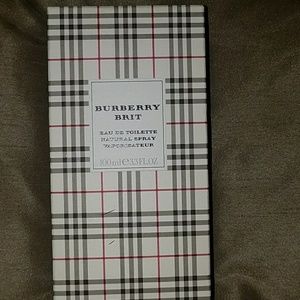 BURBERRY
BRIT
EAU DE TOILETTE
NATURAL SPRAY
VAPORISATEUR
100 ml ℮ 3.3 FL.OZ